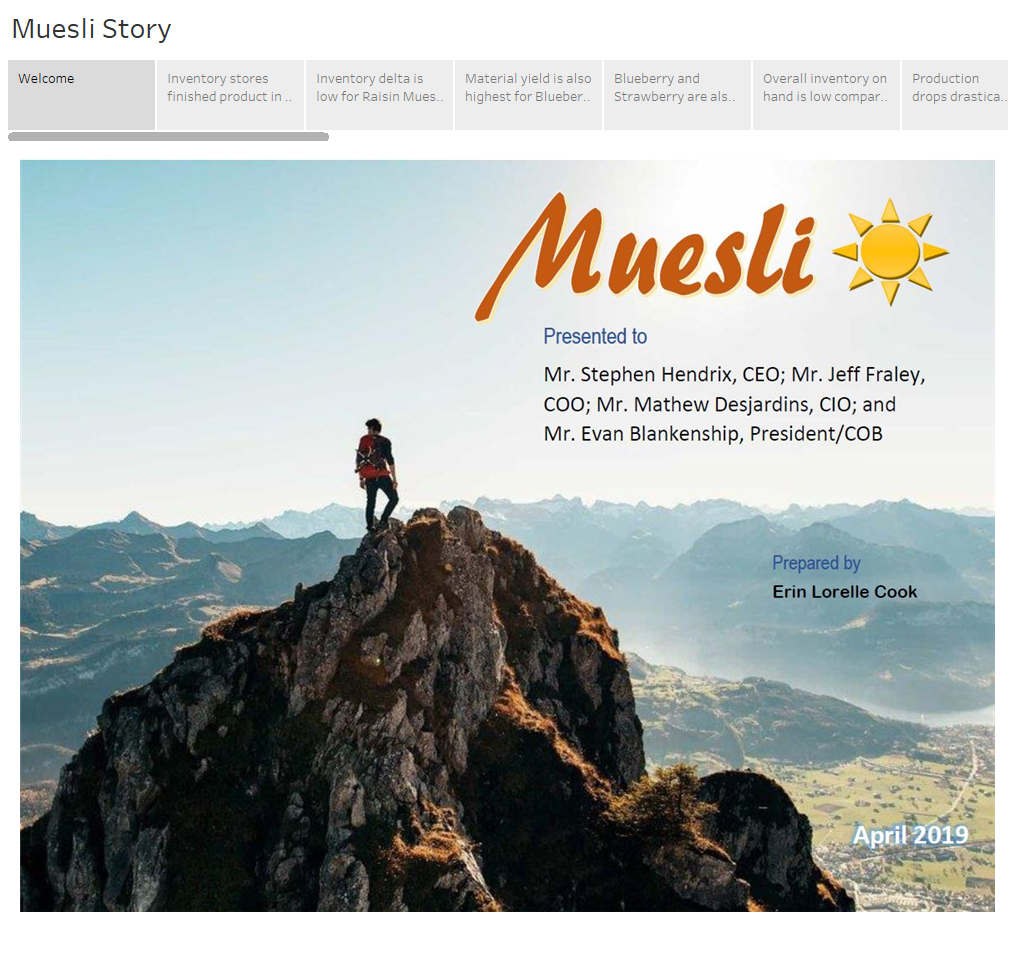 Muesli Story
Welcome
Inventory stores
finished product in ..
Inventory delta is
low for Raisin Mues..
Material yield is also
highest for Blueber..
Blueberry and
Strawberry are als..
Overall inventory on
hand is low compar..
Production
drops drastica..
Muesli
Presented to
Mr. Stephen Hendrix, CEO; Mr. Jeff Fraley,
COO; Mr. Mathew Desjardins, CIO; and
Mr. Evan Blankenship, President/COB
Prepared by
Erin Lorelle Cook
April 2019